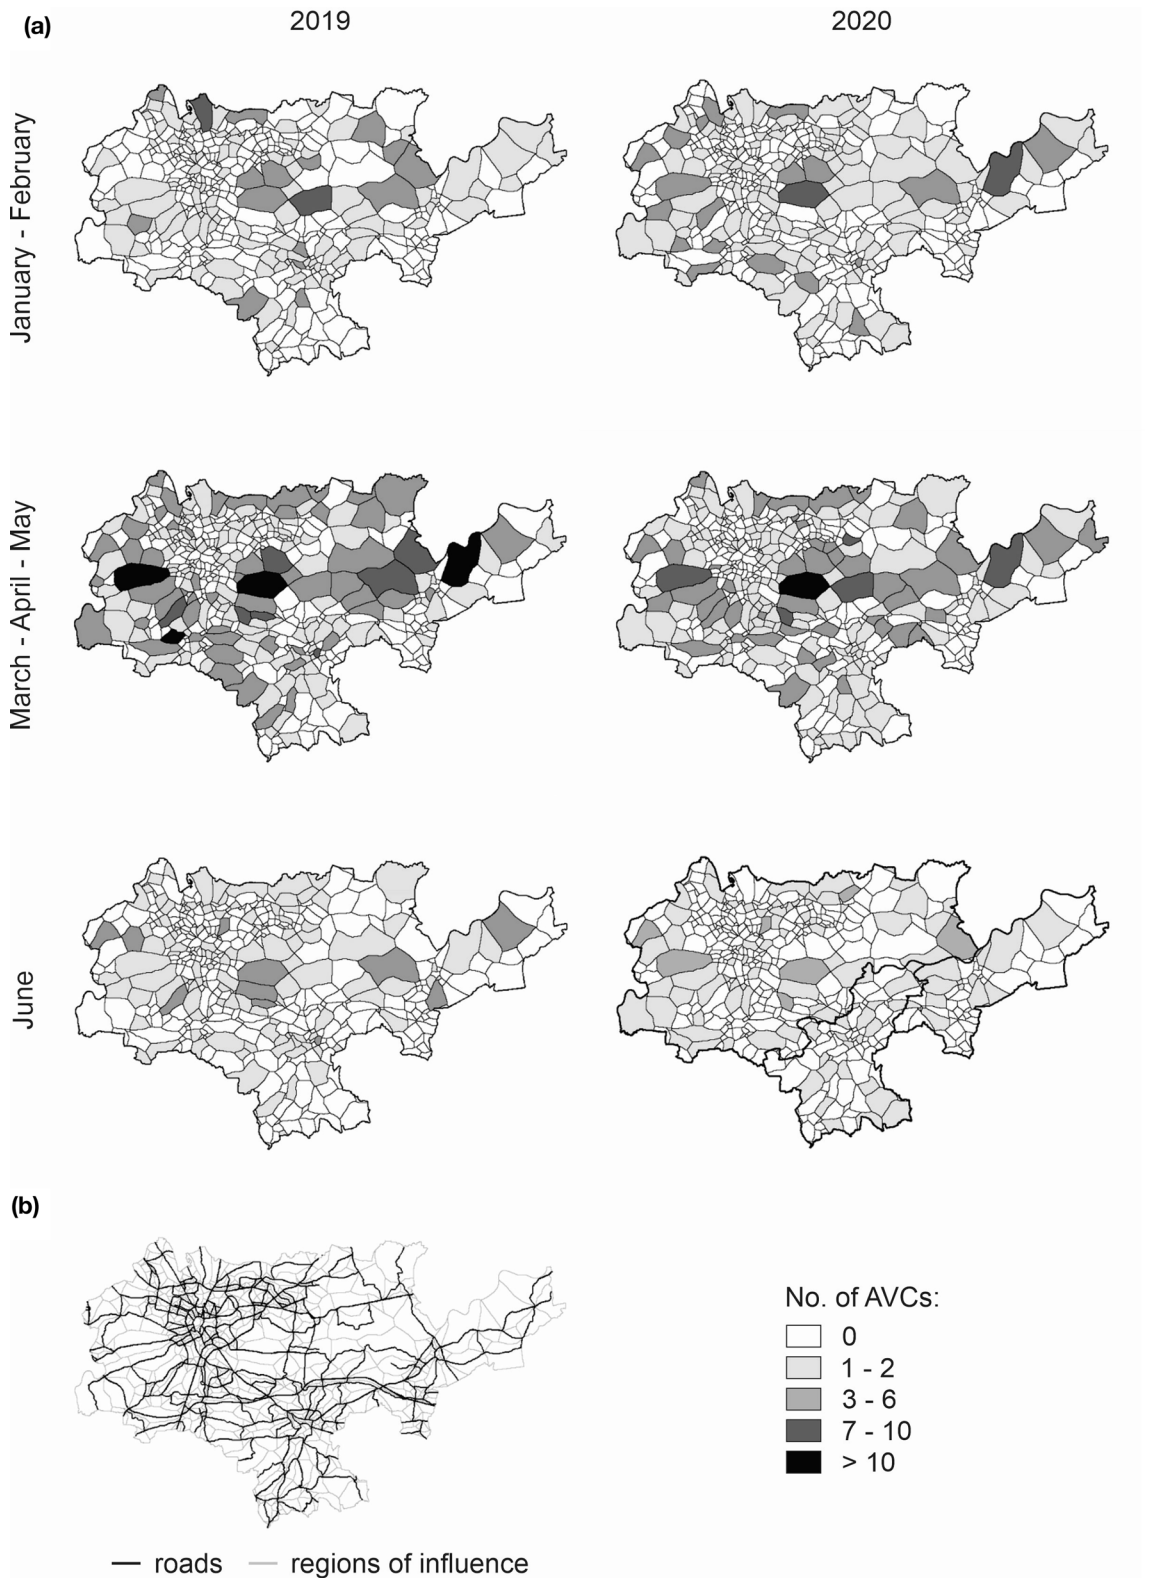 (a)
2019
2020
January - February
March - April - May
June
(b)
No. of AVCs:
0
1 - 2
3 - 6
7 - 10
> 10
roads
regions of influence